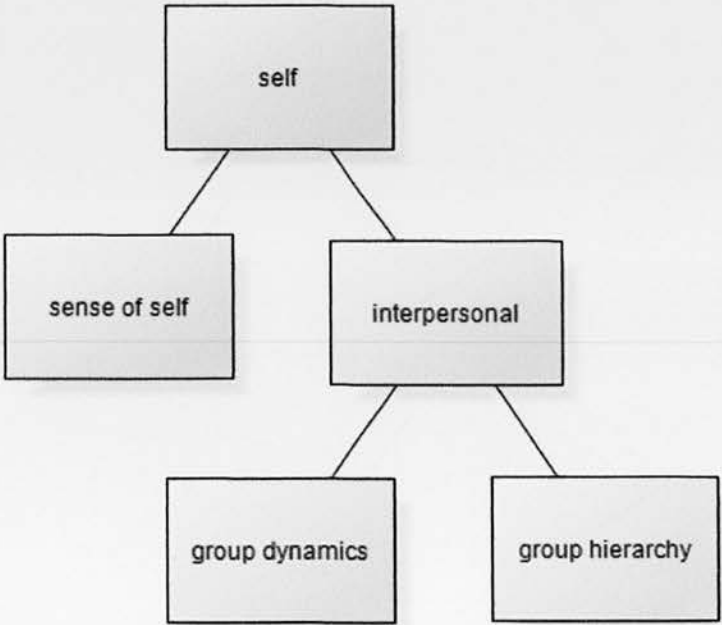 self
sense of self
interpersonal
group dynamics
group hierarchy